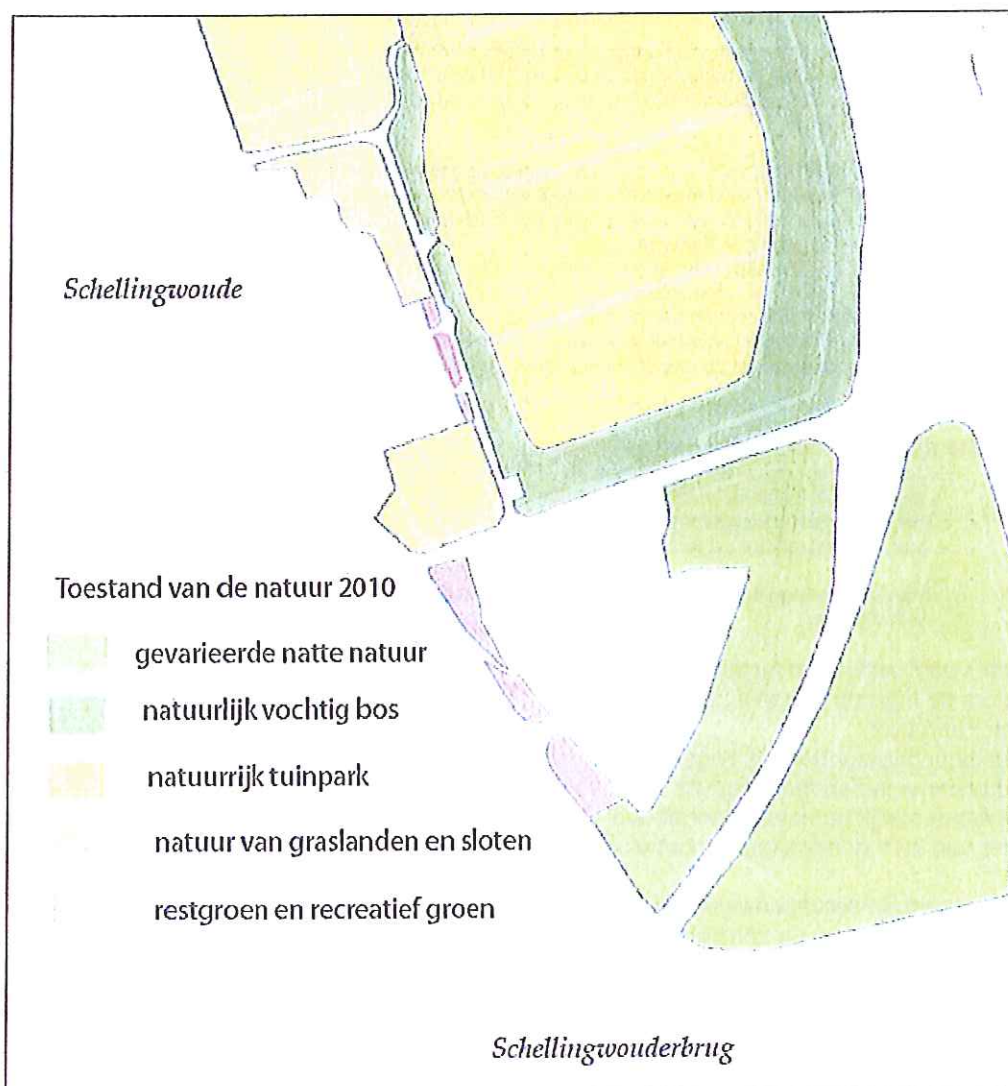 Schellingwoude
Toestand van de natuur 2010
gevarieerde natte natuur
natuurlijk vochtig bos
natuurrijk tuinpark
natuur van graslanden en sloten
restgroen en recreatief groen
Schellingwouderbrug